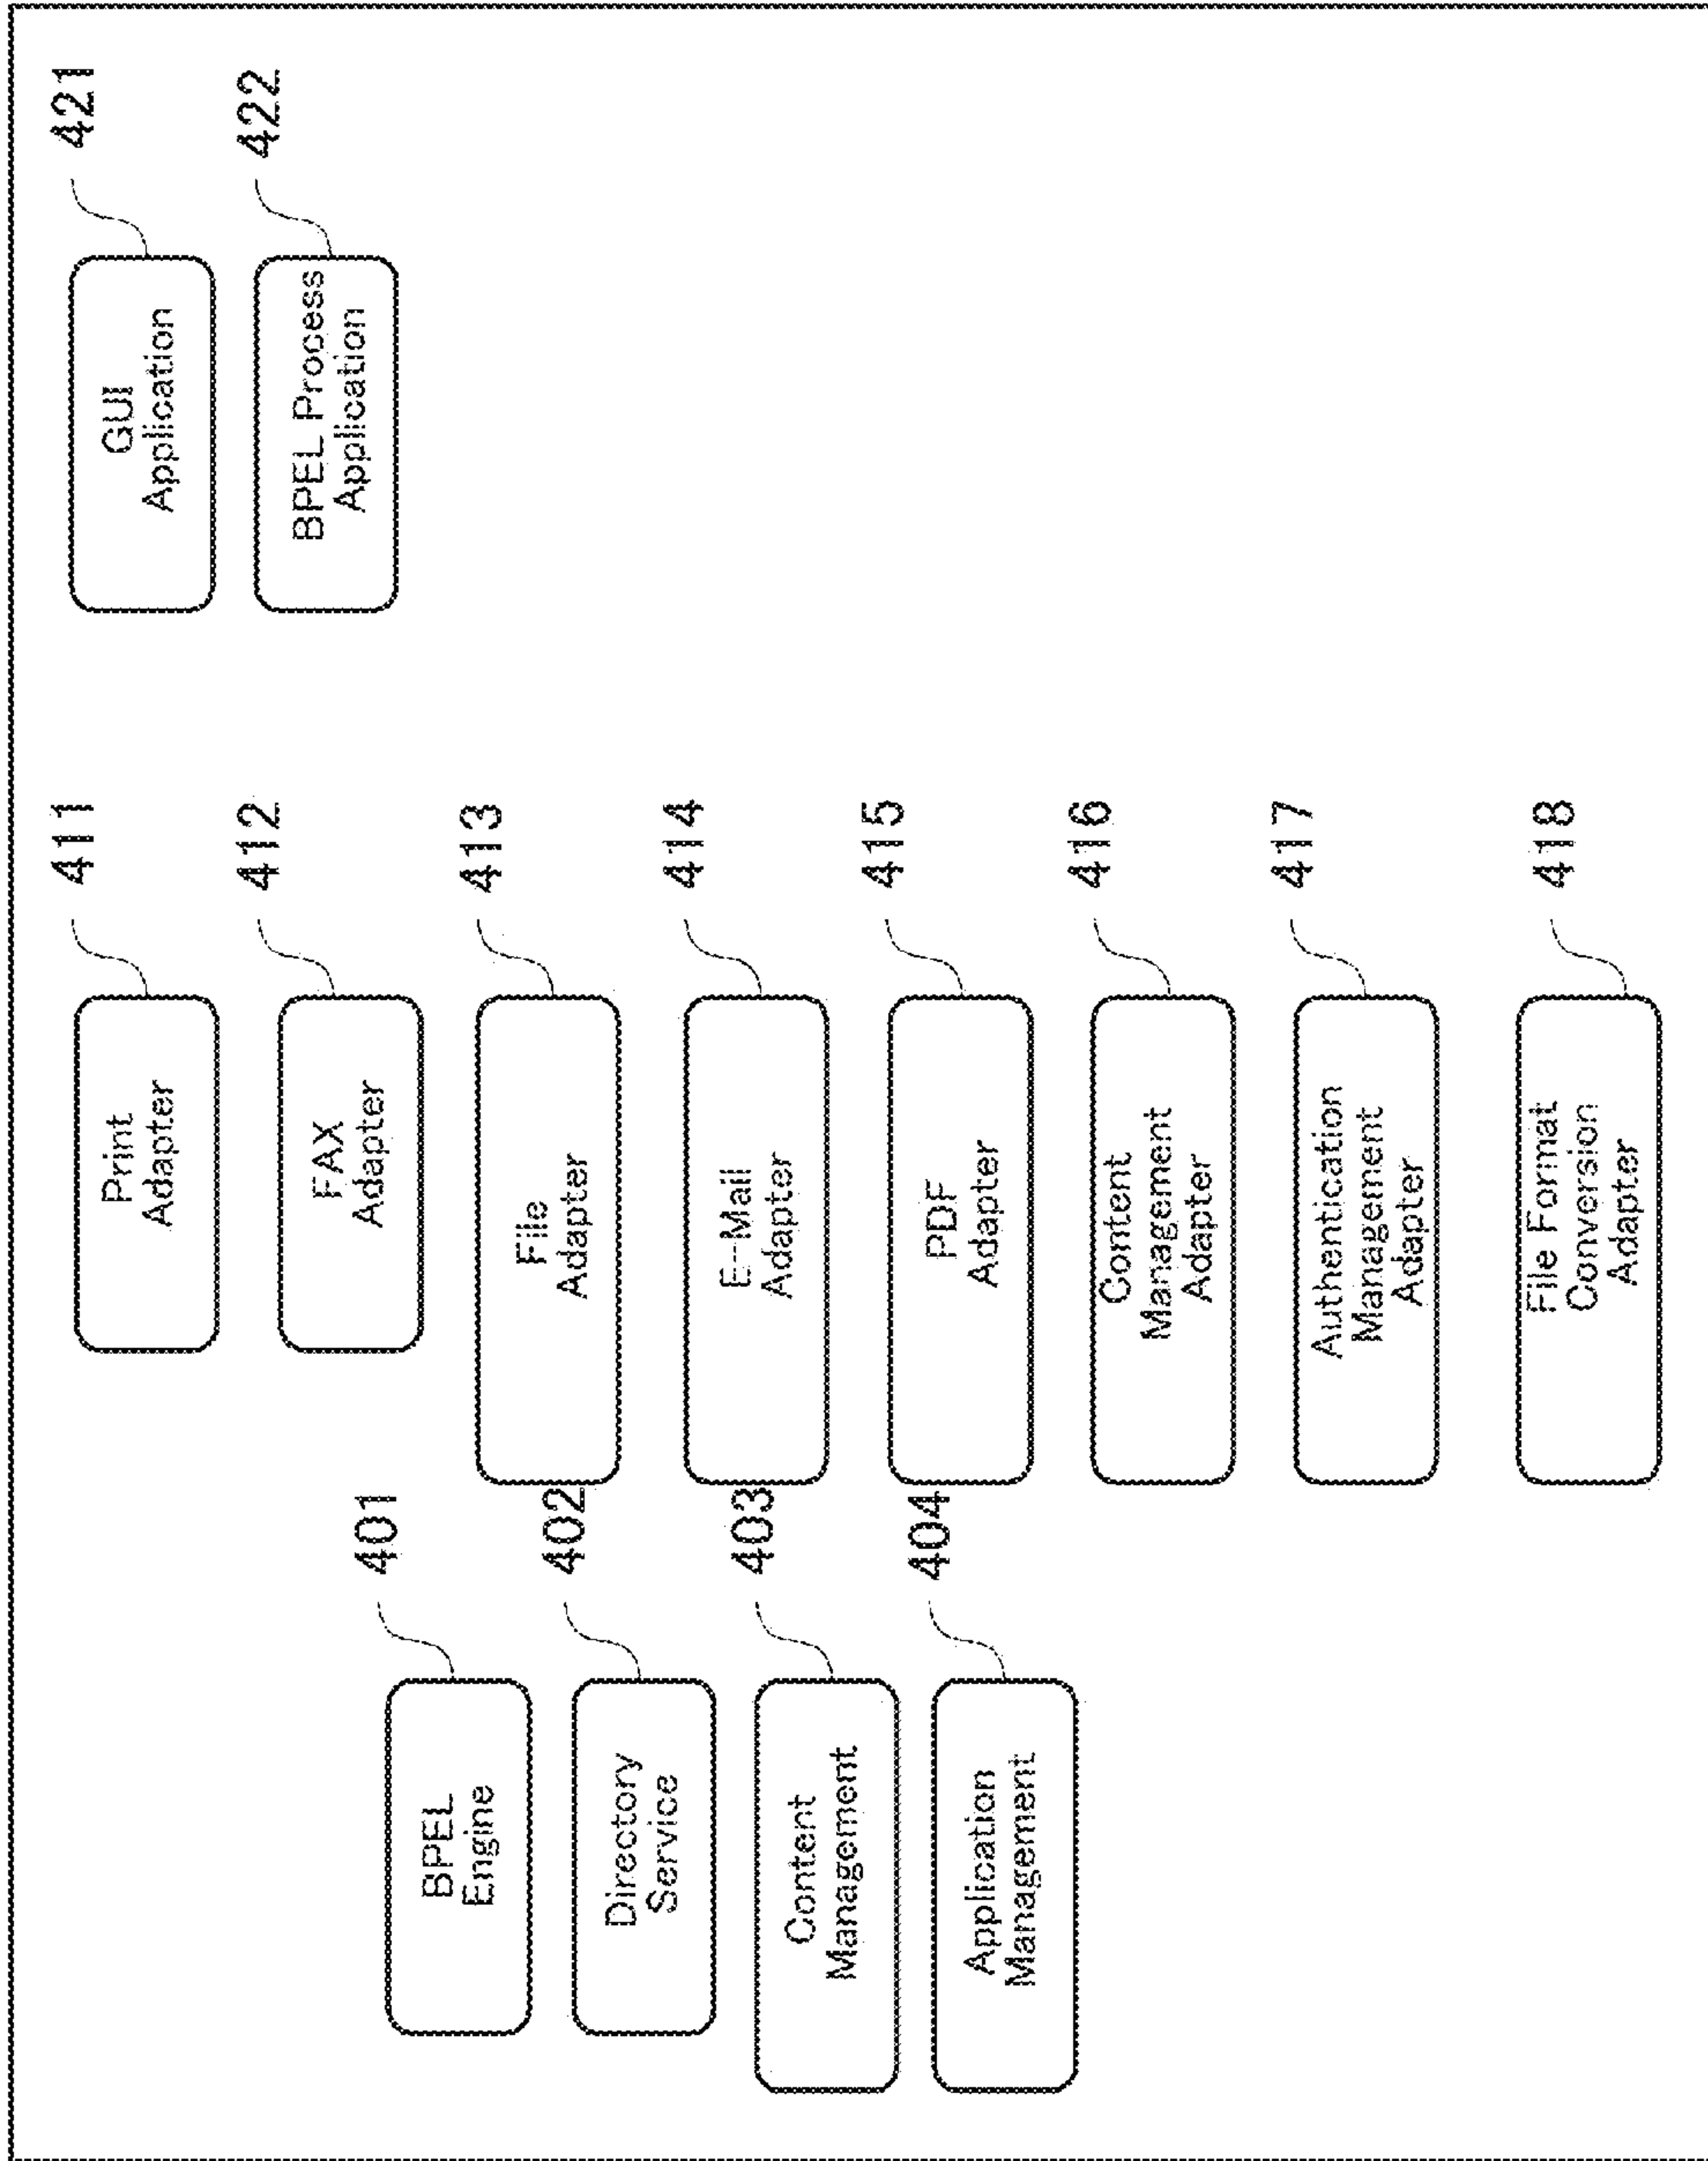 401
BPEL
Engine
402
Directory
Service
403
Content
Management
404
Application
Management
411
Print
Adapter
412
FAX
Adapter
413
File
Adapter
414
E-Mail
Adapter
415
PDF
Adapter
416
Content
Management
Adapter
417
Authentication
Management
Adapter
418
File Format
Conversion
Adapter
421
GUI
Application
422
BPEL Process
Application